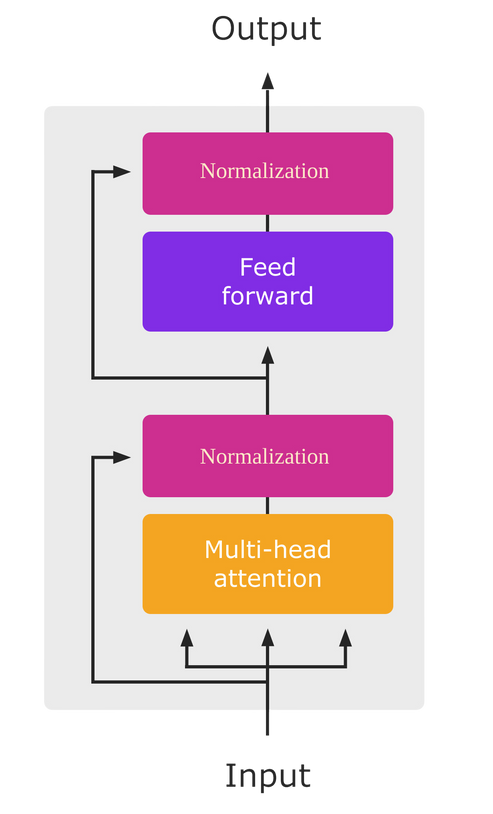 Output
Normalization
Feed
forward
Normalization
Multi-head
attention
Input